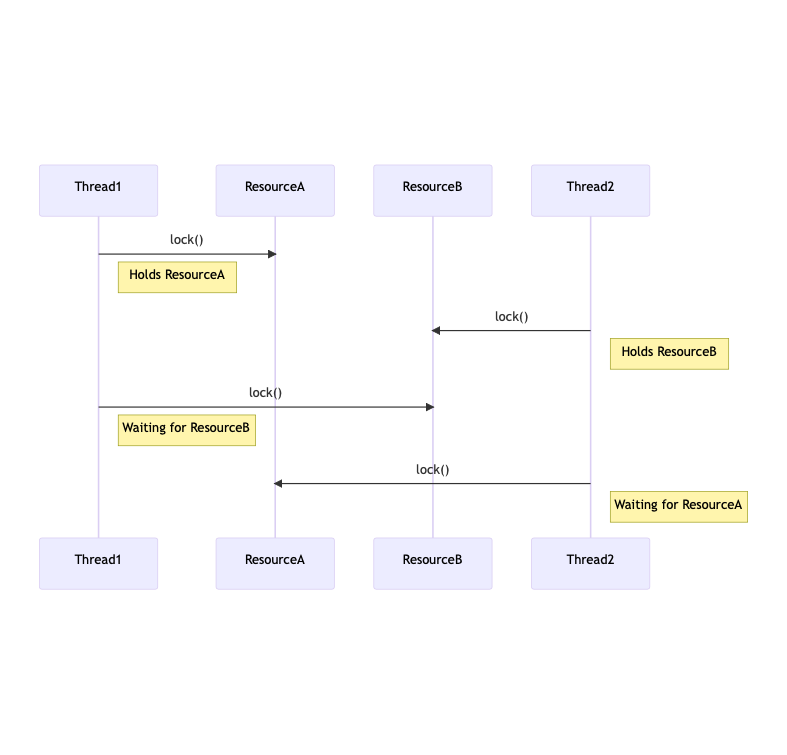 Thread1
ResourceA
ResourceB
Thread2
lock()
Holds ResourceA
lock()
Holds ResourceB
lock()
Waiting for ResourceB
lock()
Waiting for ResourceA
Thread1
ResourceA
ResourceB
Thread2